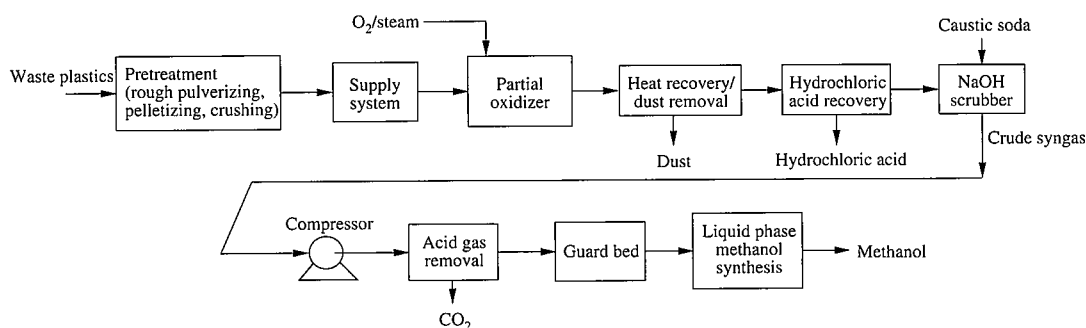 O₂/steam
Caustic soda
Waste plastics
Pretreatment
(rough pulverizing,
pelletizing, crushing)
Supply
system
Partial
oxidizer
Heat recovery/
dust removal
Hydrochloric
acid recovery
NaOH
scrubber
Dust
Hydrochloric acid
Crude syngas
Compressor
Acid gas
removal
Guard bed
Liquid phase
methanol
synthesis
Methanol
CO₂